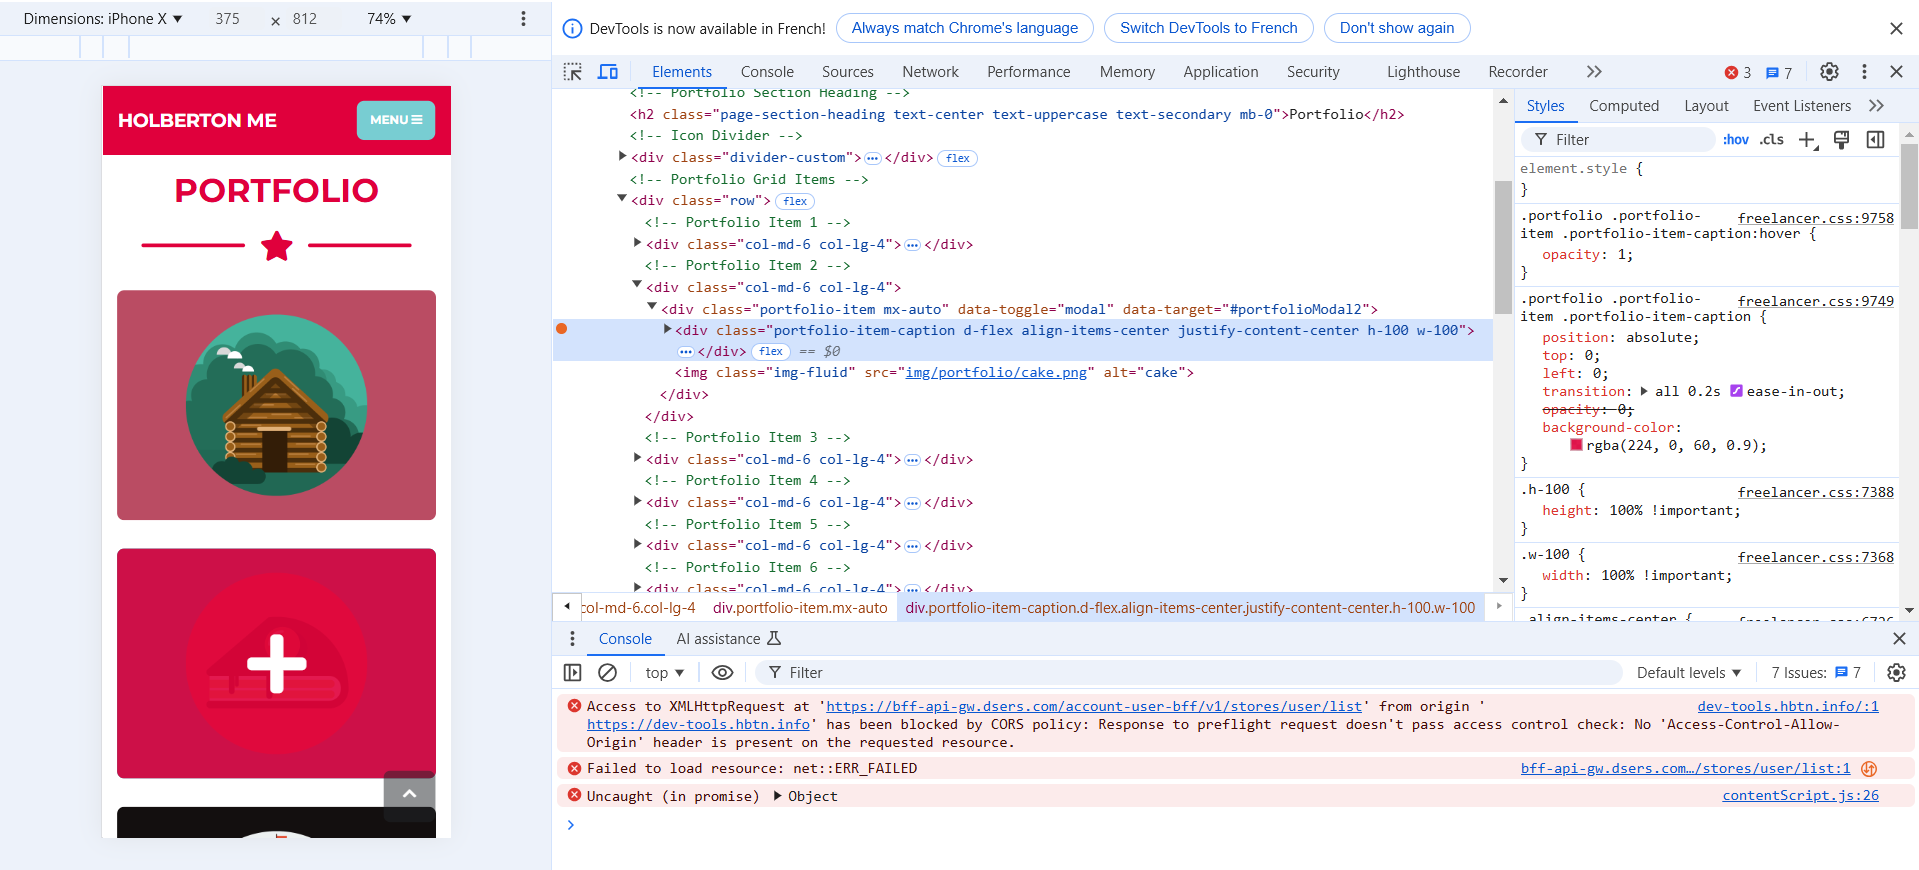 Dimensions: iPhone X ▼ 375 × 812 74% ▼
HOLBERTON ME
MENU
PORTFOLIO
DevTools is now available in French! Always match Chrome's language Switch DevTools to French Don't show again
Elements Console Sources Network Performance Memory Application Security Lighthouse Recorder 3 7
<!-- Portfolio Section Heading -->
<h2 class="page-section-heading text-center text-uppercase text-secondary mb-0">Portfolio</h2>
<!-- Icon Divider -->
<div class="divider-custom">…</div> flex
<!-- Portfolio Grid Items -->
<div class="row"> flex
<!-- Portfolio Item 1 -->
<div class="col-md-6 col-lg-4">…</div>
<!-- Portfolio Item 2 -->
<div class="col-md-6 col-lg-4">
<div class="portfolio-item mx-auto" data-toggle="modal" data-target="#portfolioModal2">
<div class="portfolio-item-caption d-flex align-items-center justify-content-center h-100 w-100">
…</div> flex == $0
<img class="img-fluid" src="img/portfolio/cake.png" alt="cake">
</div>
</div>
<!-- Portfolio Item 3 -->
<div class="col-md-6 col-lg-4">…</div>
<!-- Portfolio Item 4 -->
<div class="col-md-6 col-lg-4">…</div>
<!-- Portfolio Item 5 -->
<div class="col-md-6 col-lg-4">…</div>
<!-- Portfolio Item 6 -->
<div class="col-md-6 col-lg-4">…</div>
col-md-6.col-lg-4 div.portfolio-item.mx-auto div.portfolio-item-caption.d-flex.align-items-center.justify-content-center.h-100.w-100
Styles Computed Layout Event Listeners
Filter :hov .cls
element.style {
}
.portfolio .portfolio- freelancer.css:9758
item .portfolio-item-caption:hover {
opacity: 1;
}
.portfolio .portfolio- freelancer.css:9749
item .portfolio-item-caption {
position: absolute;
top: 0;
left: 0;
transition: all 0.2s ease-in-out;
opacity: 0;
background-color:
rgba(224, 0, 60, 0.9);
}
.h-100 { freelancer.css:7388
height: 100% !important;
}
.w-100 { freelancer.css:7368
width: 100% !important;
}
.align-items-center { freelancer.css:6726
Console AI assistance
top ▼ Filter Default levels ▼ 7 Issues: 7
Access to XMLHttpRequest at 'https://bff-api-gw.dsers.com/account-user-bff/v1/stores/user/list' from origin ' dev-tools.hbtn.info/:1
https://dev-tools.hbtn.info' has been blocked by CORS policy: Response to preflight request doesn't pass access control check: No 'Access-Control-Allow-
Origin' header is present on the requested resource.
Failed to load resource: net::ERR_FAILED bff-api-gw.dsers.com…/stores/user/list:1
Uncaught (in promise) ▶ Object contentScript.js:26